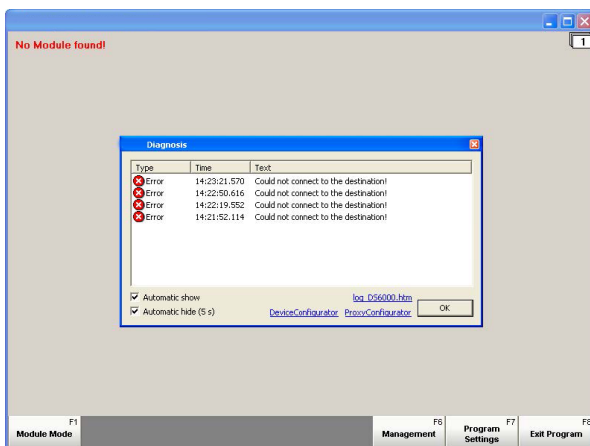 No Module found!
1
Diagnosis
Type Time Text
Error 14:23:21.570 Could not connect to the destination!
Error 14:22:50.616 Could not connect to the destination!
Error 14:22:19.552 Could not connect to the destination!
Error 14:21:52.114 Could not connect to the destination!
Automatic show log_DS6000.htm
Automatic hide (5 s) DeviceConfigurator ProxyConfigurator OK
F1 F6 F7 F8
Module Mode Management Program Settings Exit Program